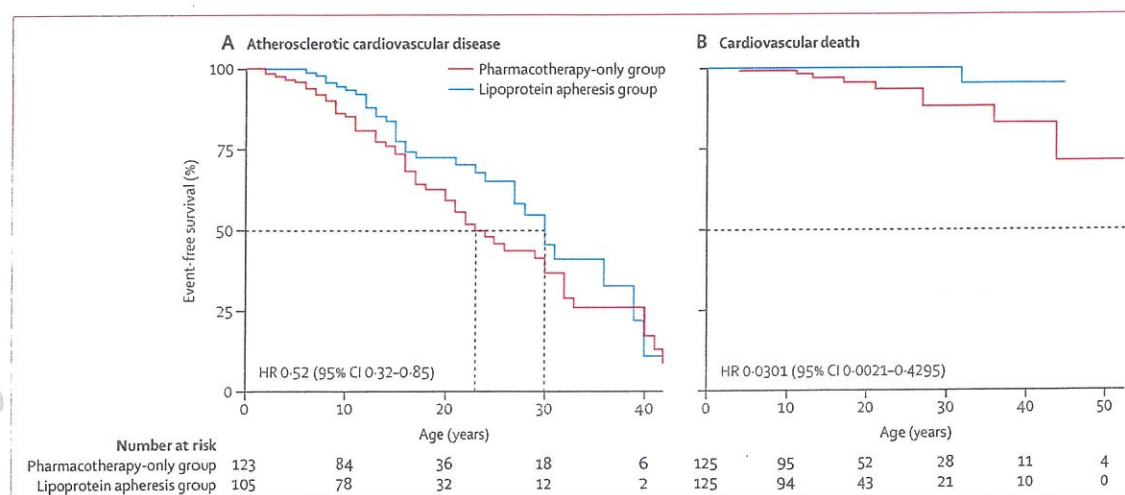 A Atherosclerotic cardiovascular disease
Pharmacotherapy-only group
Lipoprotein apheresis group
100
75
50
25
0
Event-free survival (%)
HR 0·52 (95% CI 0·32–0·85)
0 10 20 30 40
Age (years)
B Cardiovascular death
HR 0·0301 (95% CI 0·0021–0·4295)
0 10 20 30 40 50
Age (years)
Number at risk
Pharmacotherapy-only group 123 84 36 18 6 125 95 52 28 11 4
Lipoprotein apheresis group 105 78 32 12 2 125 94 43 21 10 0